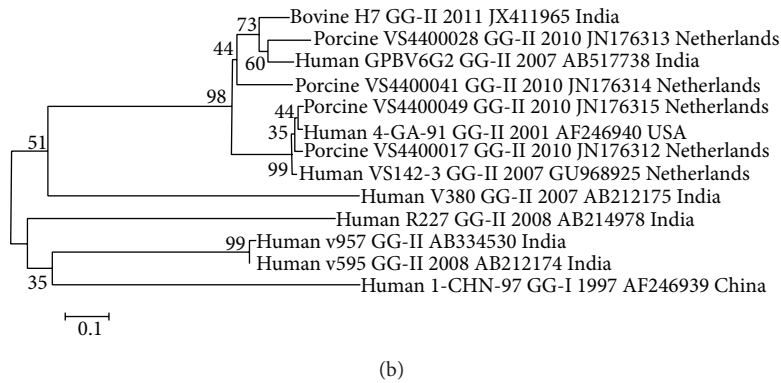 73
Bovine H7 GG-II 2011 JX411965 India
44
Porcine VS4400028 GG-II 2010 JN176313 Netherlands
60
Human GPBV6G2 GG-II 2007 AB517738 India
98
Porcine VS4400041 GG-II 2010 JN176314 Netherlands
44
Porcine VS4400049 GG-II 2010 JN176315 Netherlands
35
Human 4-GA-91 GG-II 2001 AF246940 USA
51
Porcine VS4400017 GG-II 2010 JN176312 Netherlands
99
Human VS142-3 GG-II 2007 GU968925 Netherlands
Human V380 GG-II 2007 AB212175 India
Human R227 GG-II 2008 AB214978 India
99
Human v957 GG-II AB334530 India
Human v595 GG-II 2008 AB212174 India
35
Human 1-CHN-97 GG-I 1997 AF246939 China
0.1
(b)